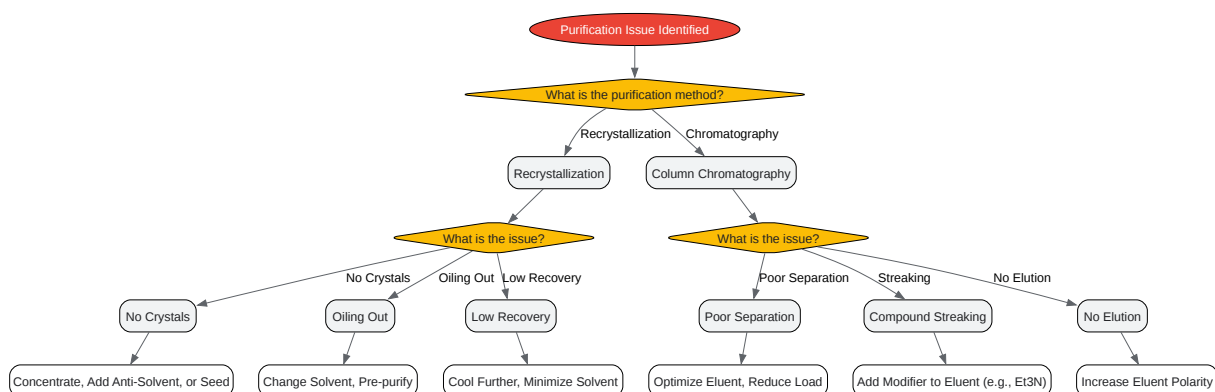 Purification Issue Identified
What is the purification method?
Recrystallization
Chromatography
Recrystallization
Column Chromatography
What is the issue?
What is the issue?
No Crystals
Oiling Out
Low Recovery
Poor Separation
Streaking
No Elution
No Crystals
Oiling Out
Low Recovery
Poor Separation
Compound Streaking
No Elution
Concentrate, Add Anti-Solvent, or Seed
Change Solvent, Pre-purify
Cool Further, Minimize Solvent
Optimize Eluent, Reduce Load
Add Modifier to Eluent (e.g., Et3N)
Increase Eluent Polarity